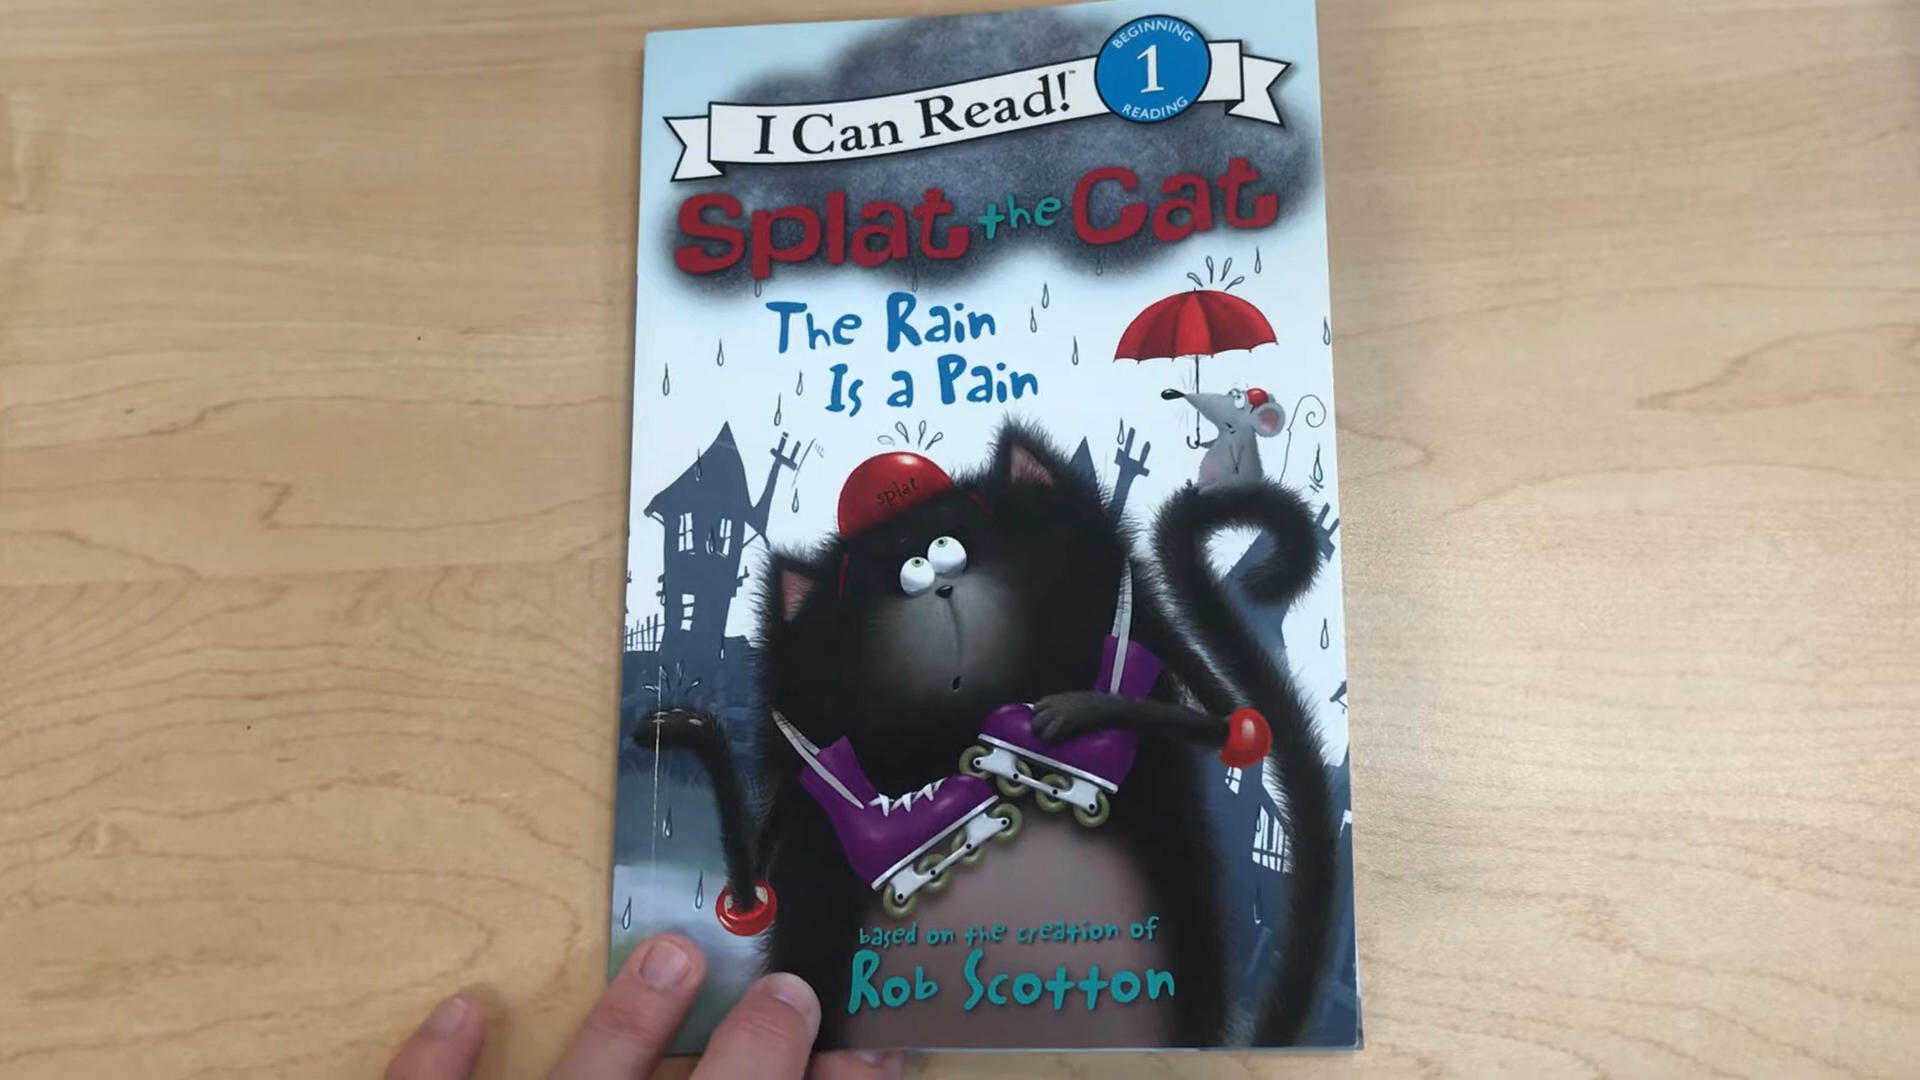 I Can Read!™
BEGINNING
1
READING
Splat the Cat
The Rain
Is a Pain
splat
based on the creation of
Rob Scotton